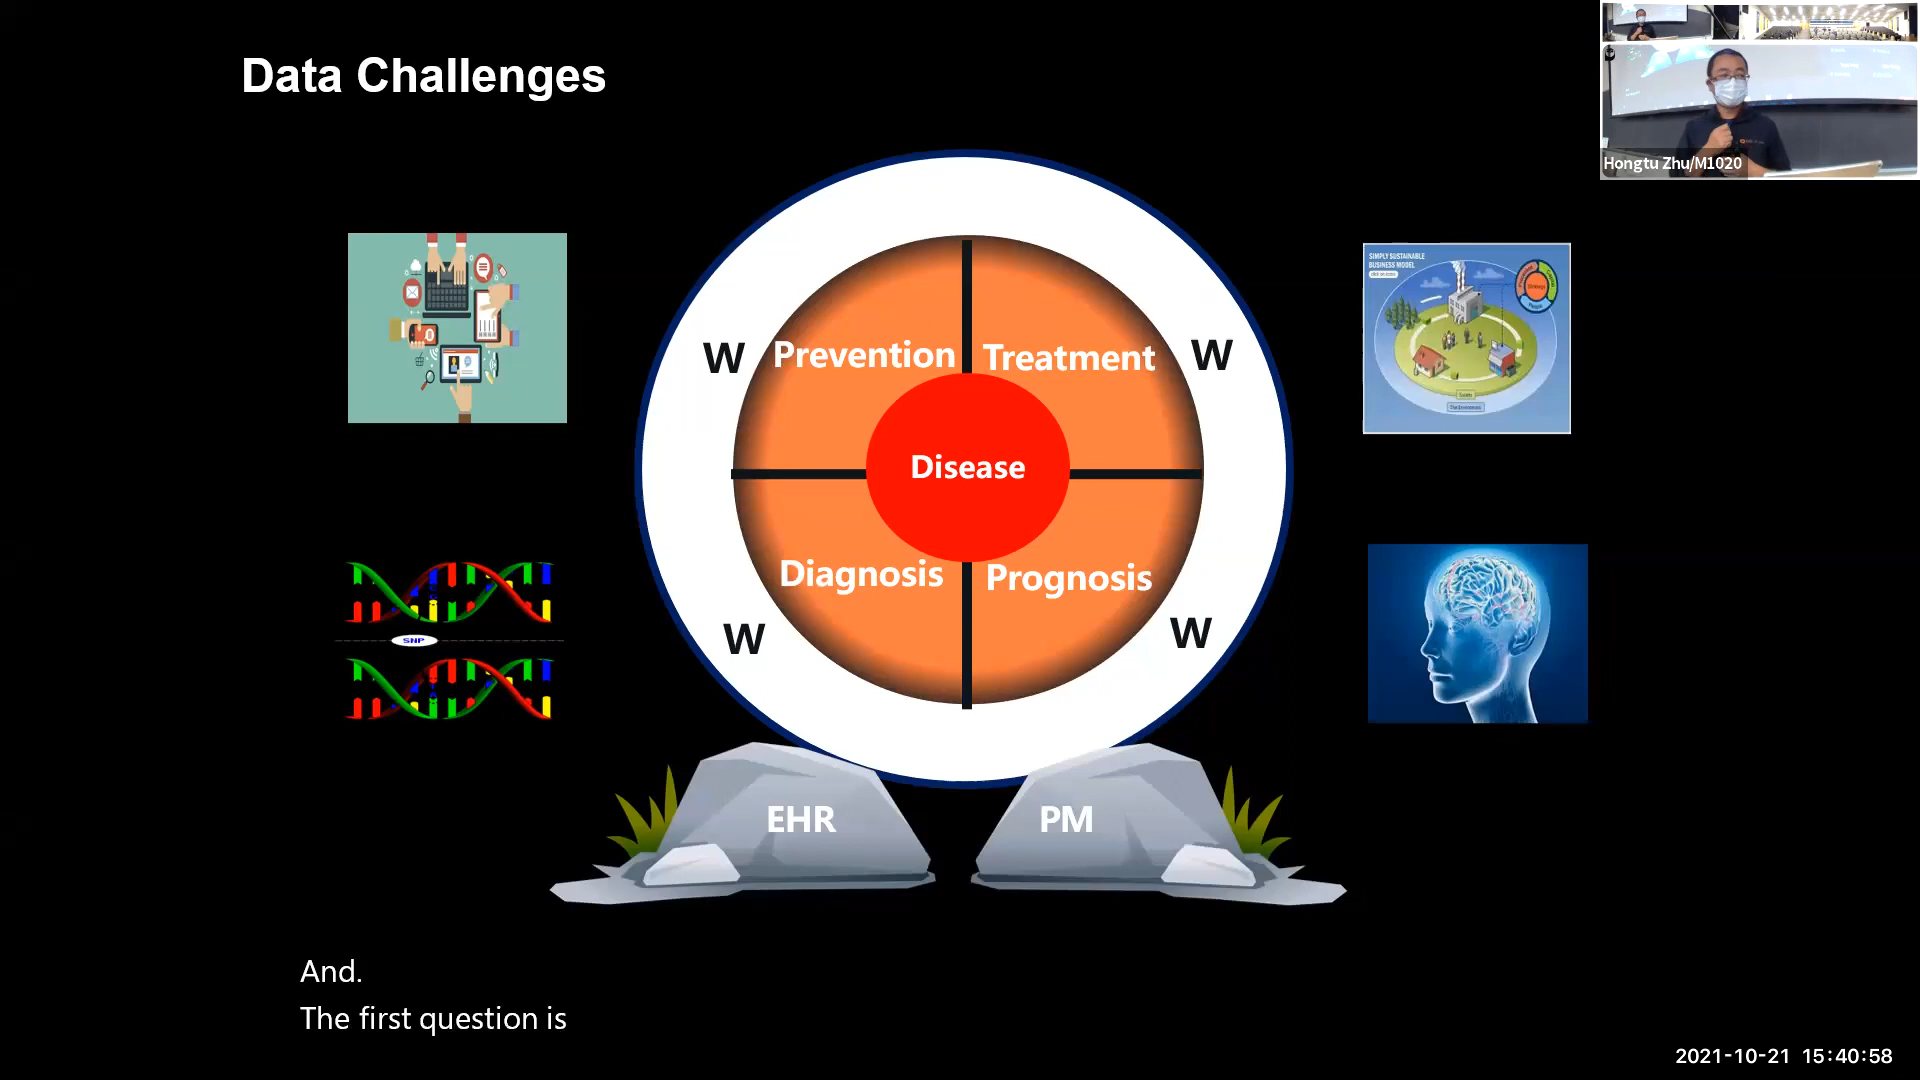 Data Challenges
Hongtu Zhu/M1020
SIMPLY SUSTAINABLE
BUSINESS MODEL
W
Prevention
Treatment
W
Disease
Diagnosis
Prognosis
W
W
SNP
EHR
PM
And.
The first question is
2021-10-21 15:40:58